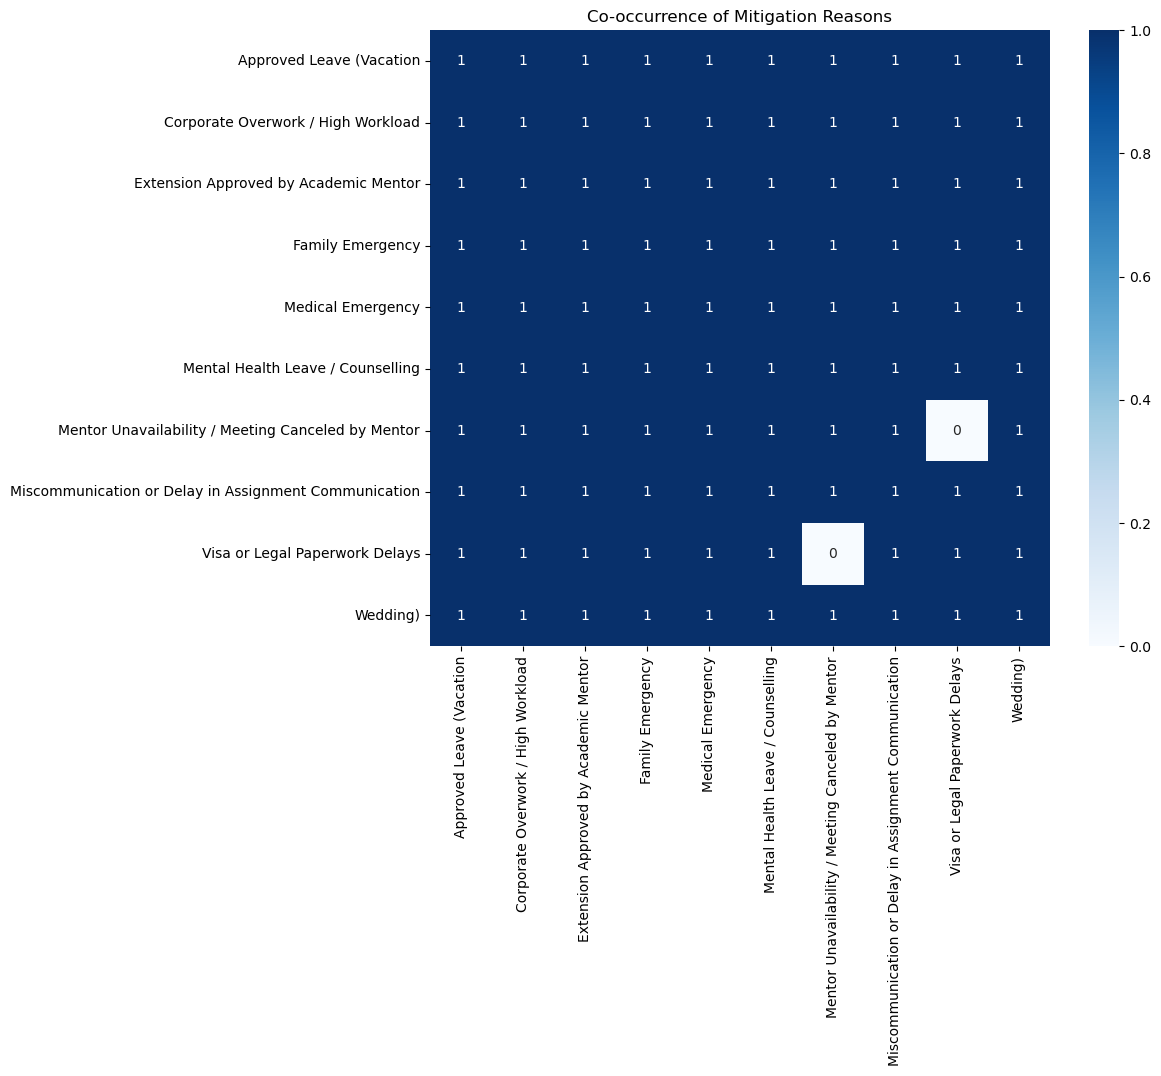 Co-occurrence of Mitigation Reasons
Approved Leave (Vacation
1 1 1 1 1 1 1 1 1 1
Corporate Overwork / High Workload
1 1 1 1 1 1 1 1 1 1
Extension Approved by Academic Mentor
1 1 1 1 1 1 1 1 1 1
Family Emergency
1 1 1 1 1 1 1 1 1 1
Medical Emergency
1 1 1 1 1 1 1 1 1 1
Mental Health Leave / Counselling
1 1 1 1 1 1 1 1 1 1
Mentor Unavailability / Meeting Canceled by Mentor
1 1 1 1 1 1 1 1 0 1
Miscommunication or Delay in Assignment Communication
1 1 1 1 1 1 1 1 1 1
Visa or Legal Paperwork Delays
1 1 1 1 1 1 0 1 1 1
Wedding)
1 1 1 1 1 1 1 1 1 1
Approved Leave (Vacation
Corporate Overwork / High Workload
Extension Approved by Academic Mentor
Family Emergency
Medical Emergency
Mental Health Leave / Counselling
Mentor Unavailability / Meeting Canceled by Mentor
Miscommunication or Delay in Assignment Communication
Visa or Legal Paperwork Delays
Wedding)
1.0
0.8
0.6
0.4
0.2
0.0